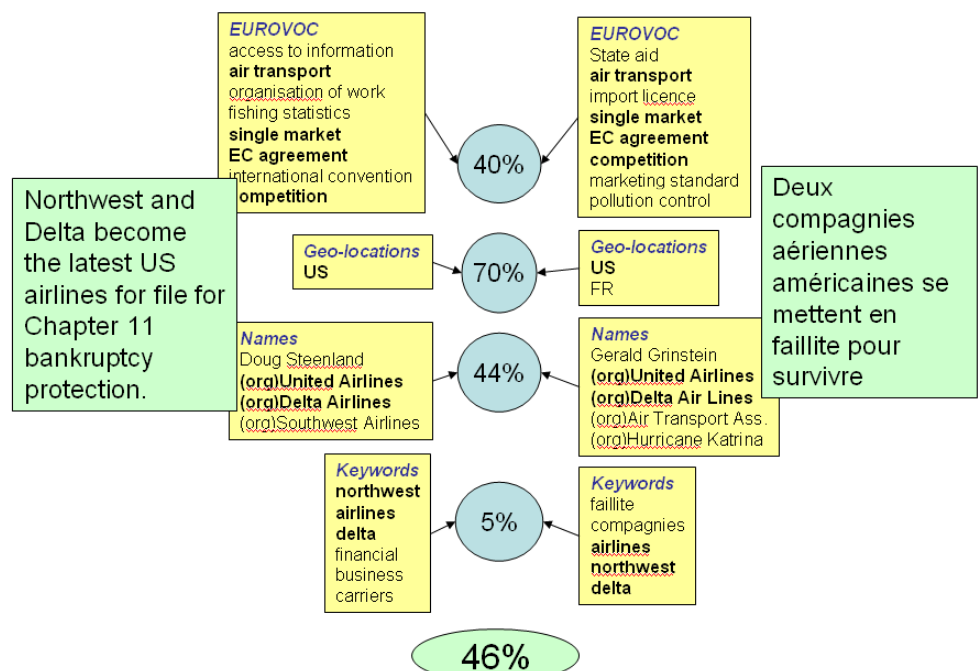 EUROVOC
access to information
air transport
organisation of work
fishing statistics
single market
EC agreement
international convention
competition
EUROVOC
State aid
air transport
import licence
single market
EC agreement
competition
marketing standard
pollution control
40%
Northwest and
Delta become
the latest US
airlines for file for
Chapter 11
bankruptcy
protection.
Deux
compagnies
aériennes
américaines se
mettent en
faillite pour
survivre
Geo-locations
US
70%
Geo-locations
US
FR
Names
Doug Steenland
(org)United Airlines
(org)Delta Airlines
(org)Southwest Airlines
44%
Names
Gerald Grinstein
(org)United Airlines
(org)Delta Air Lines
(org)Air Transport Ass.
(org)Hurricane Katrina
Keywords
northwest
airlines
delta
financial
business
carriers
5%
Keywords
faillite
compagnies
airlines
northwest
delta
46%